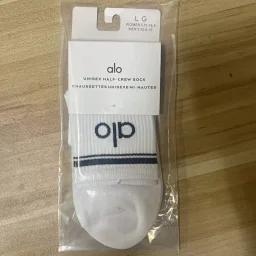 alo
L G
UNISEX HALF-CREW SOCK
CHAUSSETTES UNISEXE MI-HAUTES
alo